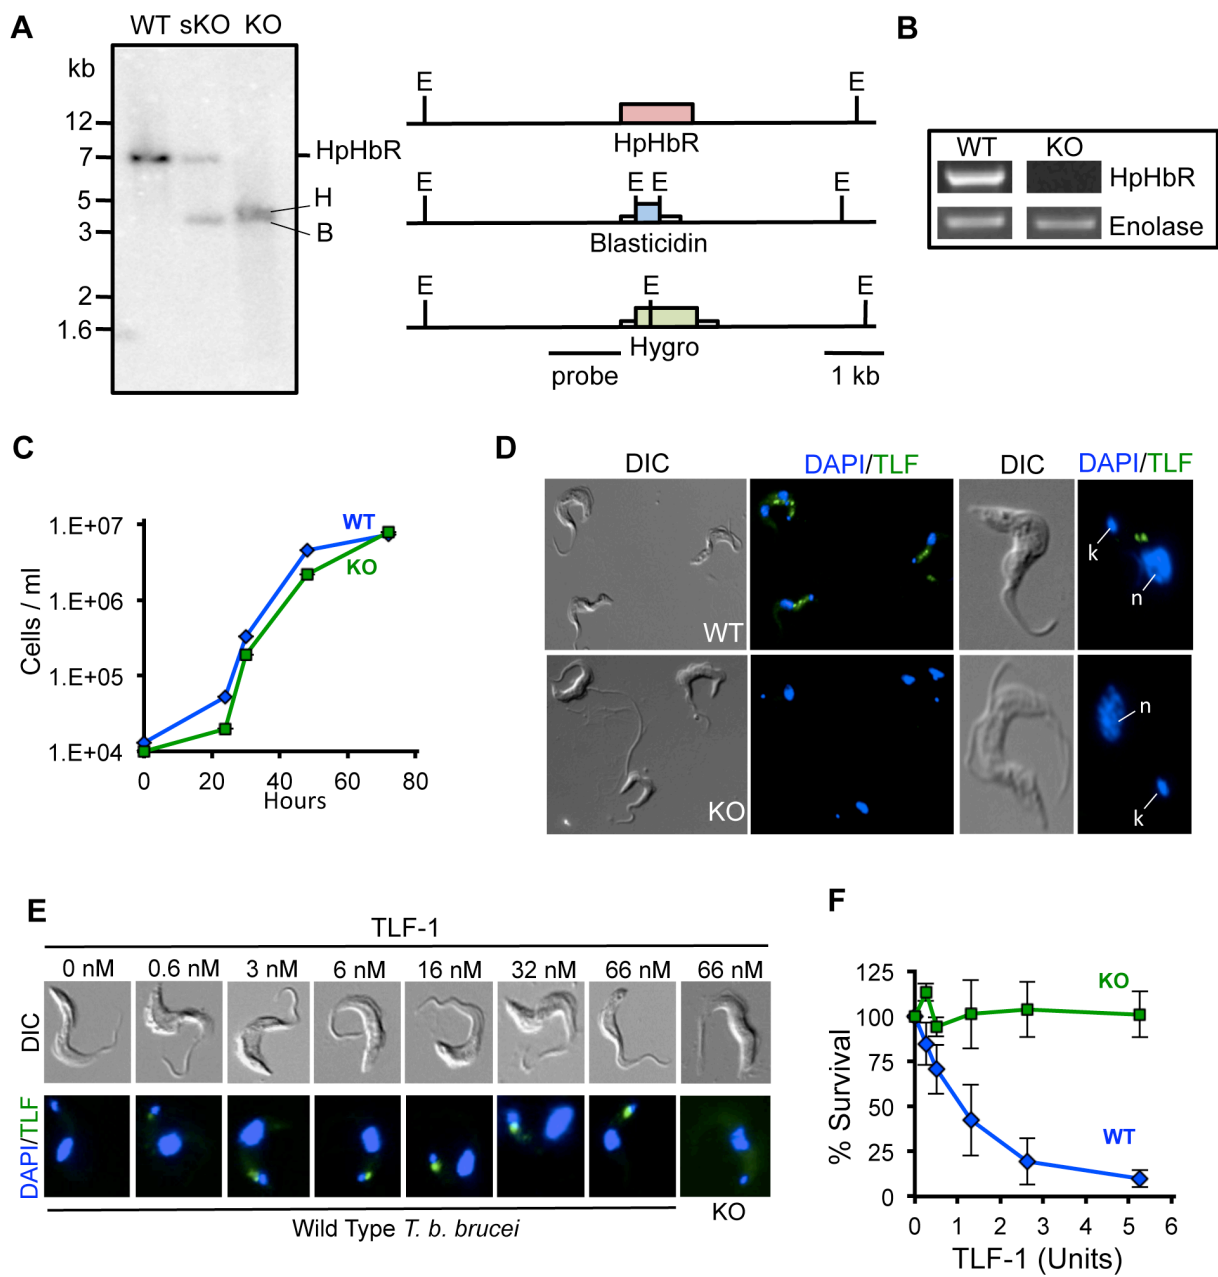 A
WT sKO KO
kb
12
7
5
3
2
1.6
HpHbR
H
B
E
E
HpHbR
E
E E
E
Blasticidin
E
E
E
Hygro
probe
1 kb
B
WT KO
HpHbR
Enolase
C
1.E+07
1.E+06
1.E+05
1.E+04
Cells / ml
WT
KO
0 20 40 60 80
Hours
D
DIC DAPI/TLF DIC DAPI/TLF
WT
k
n
KO
n
k
E
TLF-1
0 nM 0.6 nM 3 nM 6 nM 16 nM 32 nM 66 nM 66 nM
DIC
DAPI/TLF
Wild Type T. b. brucei
KO
F
125
100
75
50
25
0
% Survival
KO
WT
0 1 2 3 4 5 6
TLF-1 (Units)